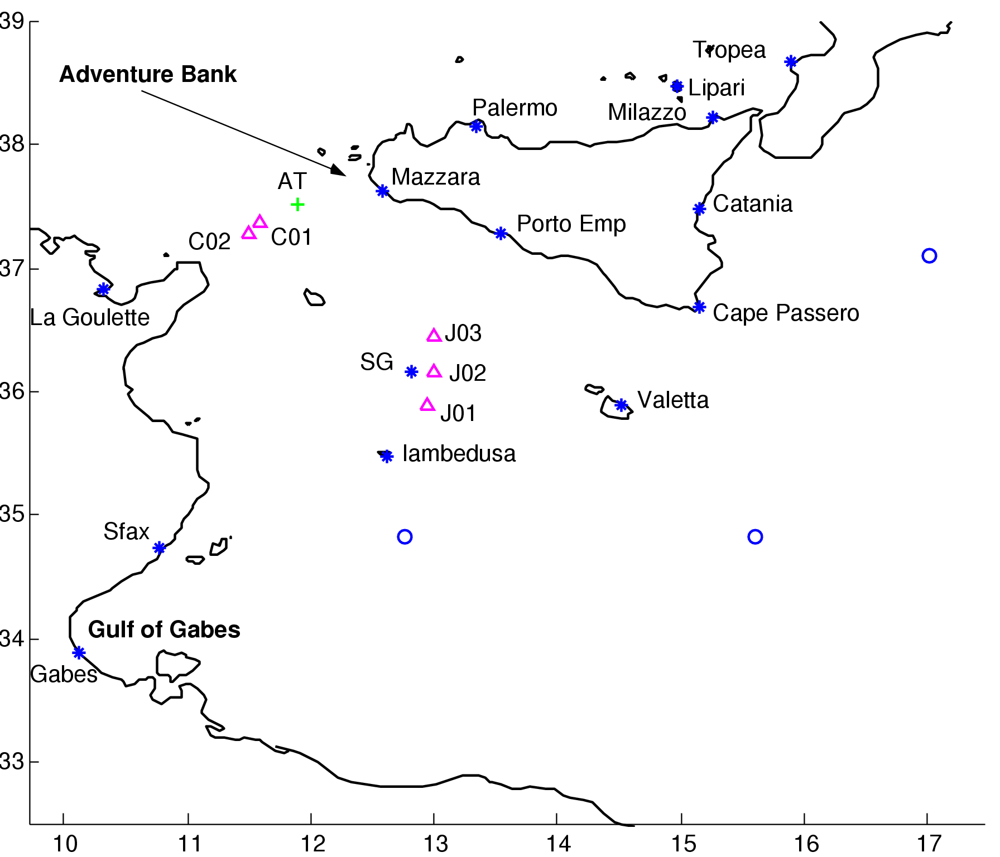 39
Tropea
Adventure Bank
Lipari
Palermo
Milazzo
38
Mazzara
AT
Catania
Porto Emp
C01
C02
37
Cape Passero
La Goulette
J03
SG
J02
36
Valetta
J01
lambedusa
35
Sfax
34
Gulf of Gabes
Gabes
33
10 11 12 13 14 15 16 17